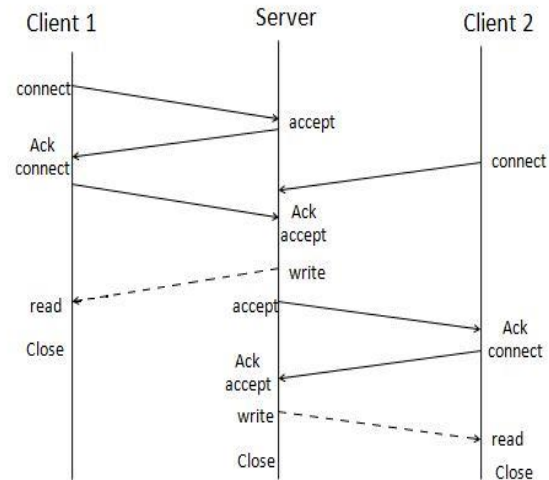 Client 1
Server
Client 2
connect
accept
Ack
connect
connect
Ack
accept
write
read
accept
Ack
connect
Close
Ack
accept
write
read
Close
Close